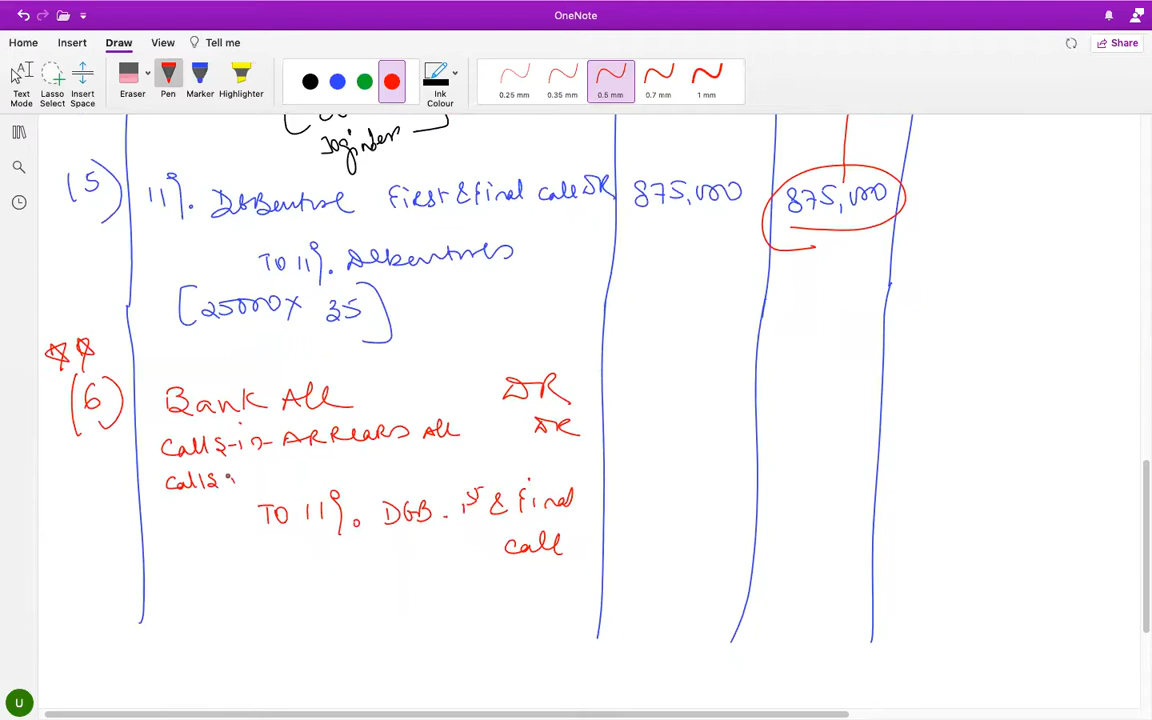 OneNote
Home Insert Draw View Tell me Share
Text Mode Lasso Select Insert Space Eraser Pen Marker Highlighter Ink Colour 0.25 mm 0.35 mm 0.5 mm 0.7 mm 1 mm
Joginders
(5) 11%. Debenture First & Final call DR 875,000 875,000
To 11%. Debentures
[25000 x 35]
(6) Bank A/c DR
Calls-in-Arrears A/c DR
Calls
To 11%. DEB. 1st & Final
call
U